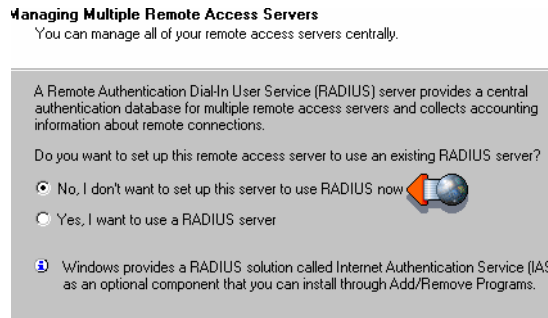 Managing Multiple Remote Access Servers
You can manage all of your remote access servers centrally.
A Remote Authentication Dial-In User Service (RADIUS) server provides a central
authentication database for multiple remote access servers and collects accounting
information about remote connections.
Do you want to set up this remote access server to use an existing RADIUS server?
No, I don't want to set up this server to use RADIUS now
Yes, I want to use a RADIUS server
Windows provides a RADIUS solution called Internet Authentication Service (IAS
as an optional component that you can install through Add/Remove Programs.